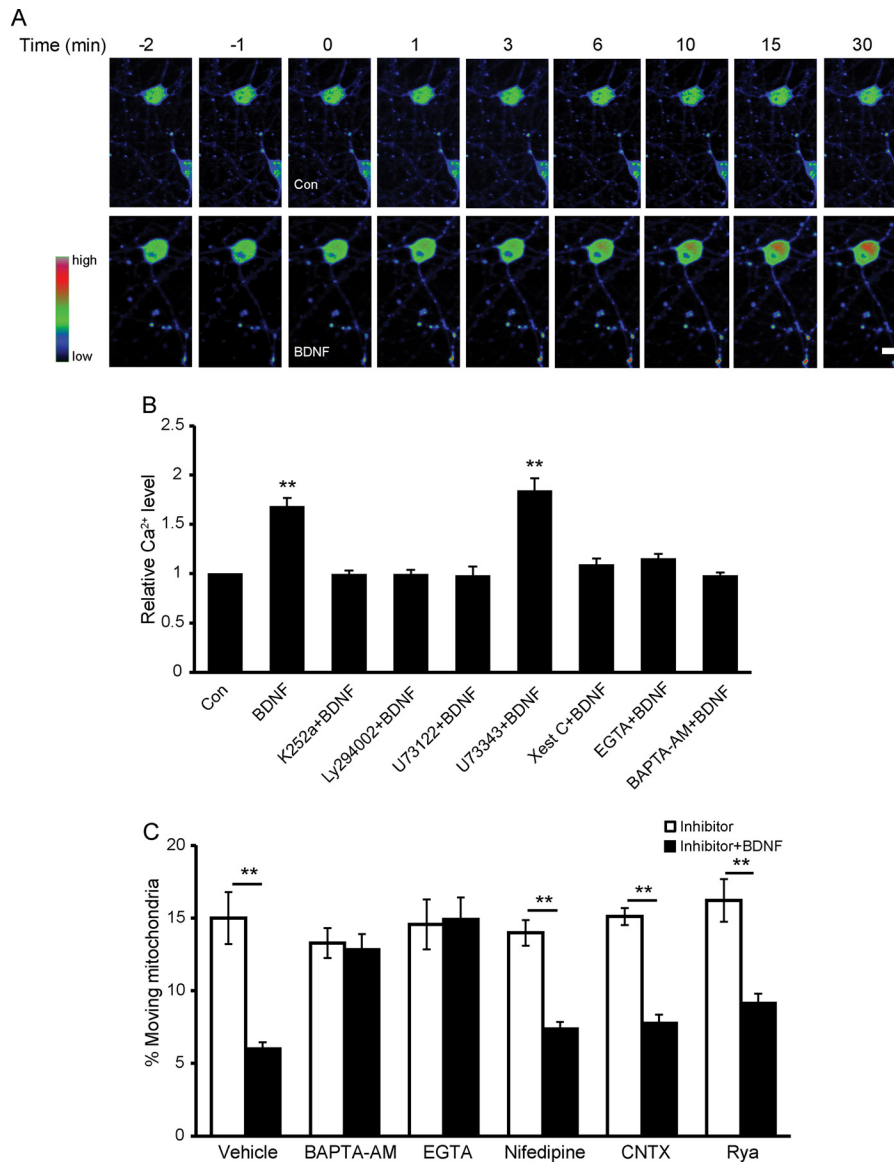 A
Time (min) -2 -1 0 1 3 6 10 15 30
Con
high
low
BDNF
B
Relative Ca²⁺ level
2.5
2
1.5
1
0.5
0
** **
Con BDNF K252a+BDNF Ly294002+BDNF U73122+BDNF U73343+BDNF Xest C+BDNF EGTA+BDNF BAPTA-AM+BDNF
C
Inhibitor
Inhibitor+BDNF
% Moving mitochondria
20
15
10
5
0
** ** ** **
Vehicle BAPTA-AM EGTA Nifedipine CNTX Rya